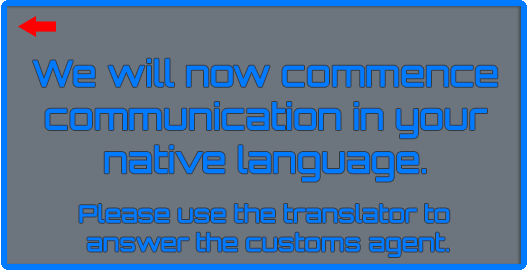 We will now commence
communication in your
native language.
Please use the translator to
answer the customs agent.